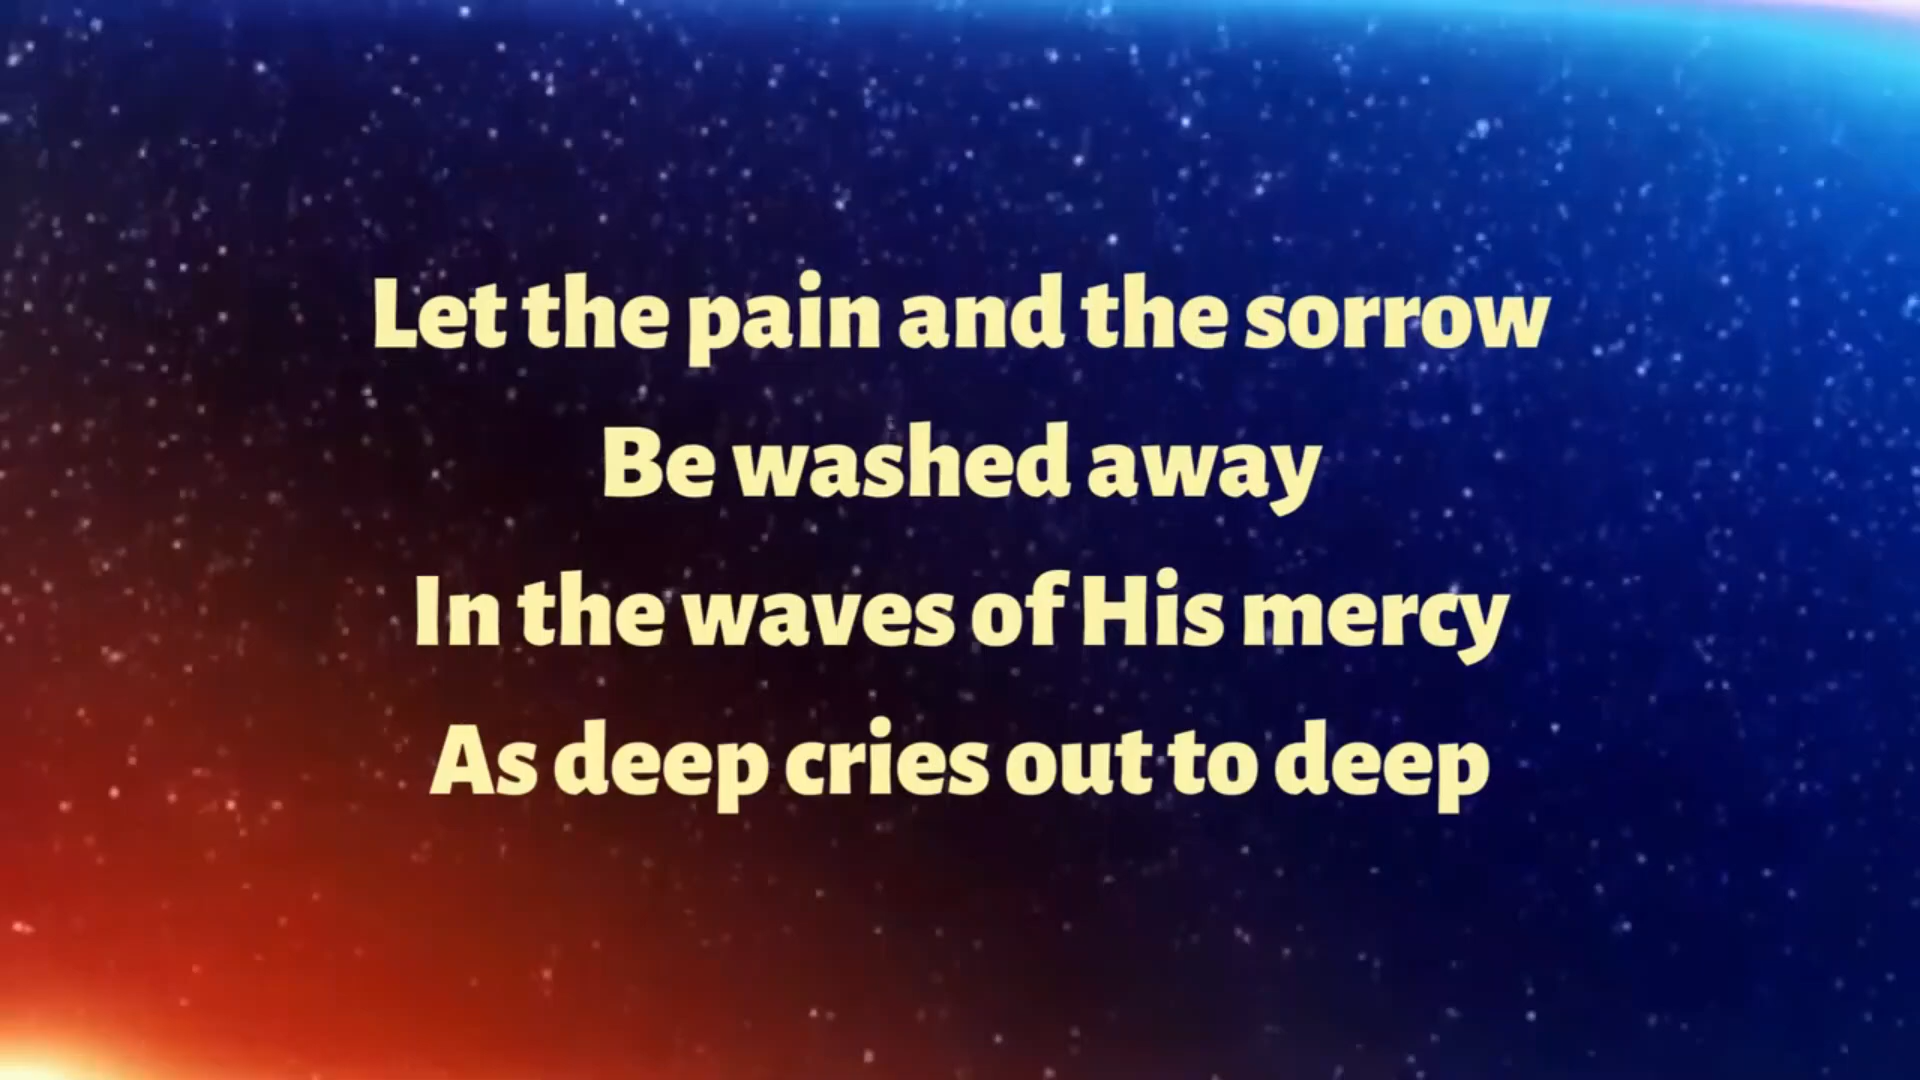 Let the pain and the sorrow
Be washed away
In the waves of His mercy
As deep cries out to deep